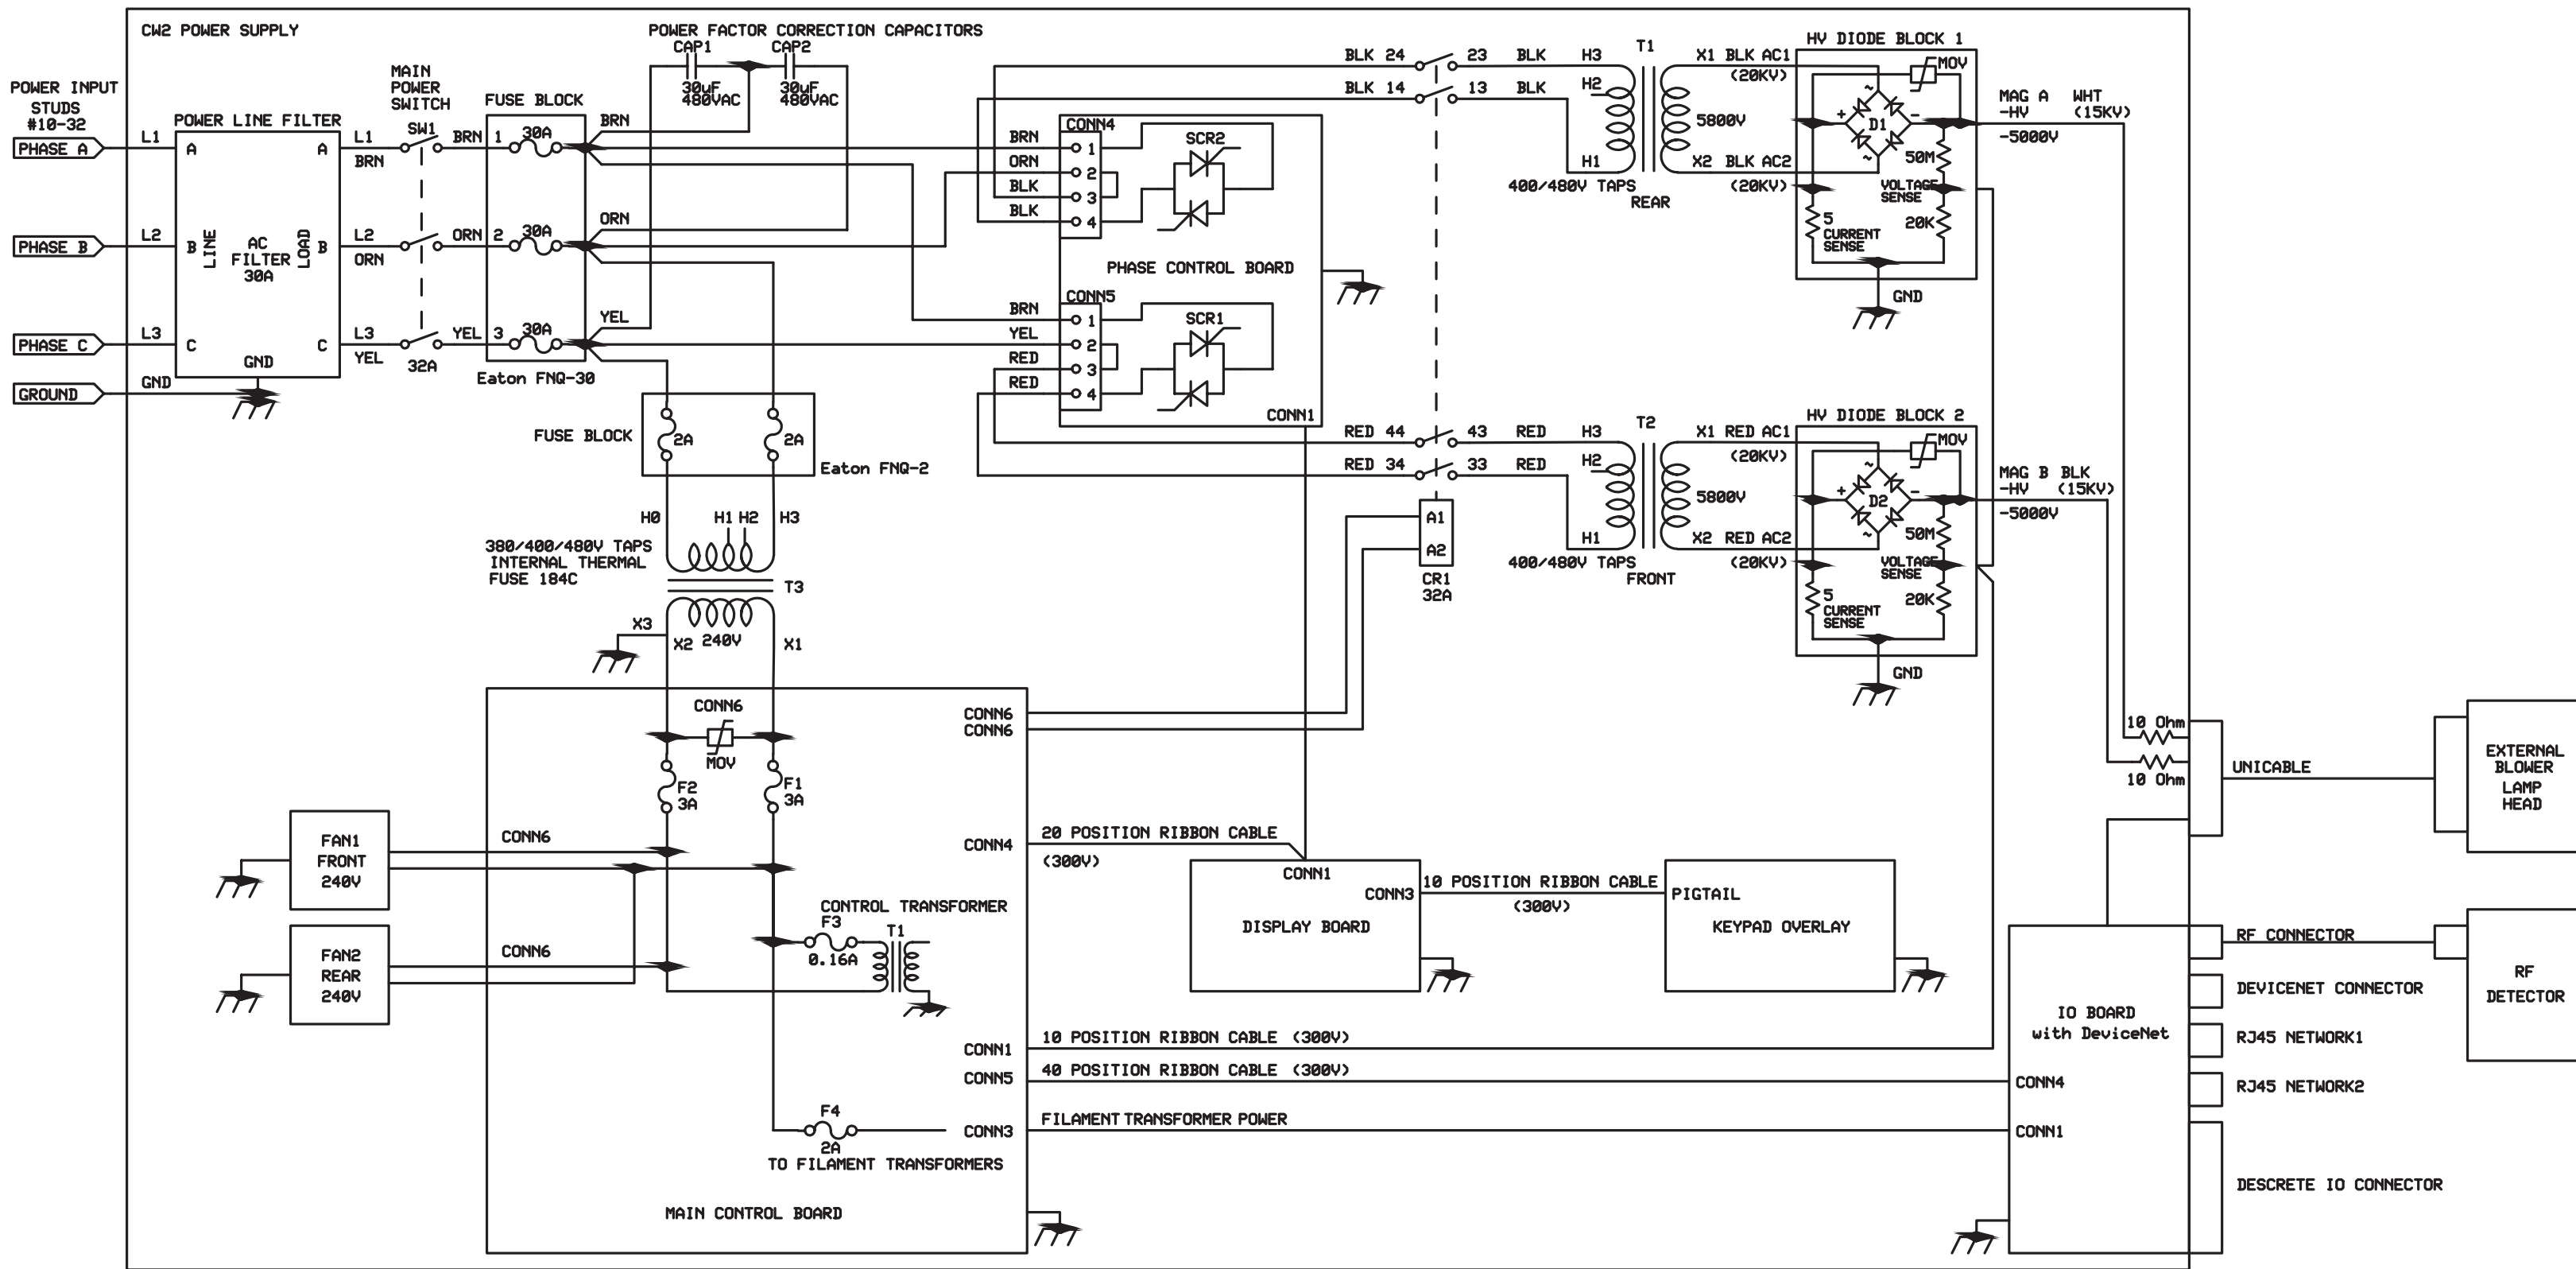 CW2 POWER SUPPLY
POWER FACTOR CORRECTION CAPACITORS
CAP1
CAP2
30uF
480VAC
30uF
480VAC
POWER INPUT
STUDS
#10-32
PHASE A
PHASE B
PHASE C
GROUND
L1
L2
L3
GND
POWER LINE FILTER
A
B
C
LINE
AC
FILTER
30A
LOAD
A
B
C
GND
L1
BRN
L2
ORN
L3
YEL
MAIN
POWER
SWITCH
SW1
32A
BRN
ORN
YEL
FUSE BLOCK
1
30A
2
30A
3
30A
Eaton FNQ-30
BRN
ORN
YEL
FUSE BLOCK
2A
2A
Eaton FNQ-2
H0
H1
H2
H3
380/400/480V TAPS
INTERNAL THERMAL
FUSE 184C
T3
X3
X2
240V
X1
CONN4
BRN
1
ORN
2
BLK
3
BLK
4
SCR2
PHASE CONTROL BOARD
CONN5
BRN
1
YEL
2
RED
3
RED
4
SCR1
CONN1
BLK 24
23
BLK
H3
BLK 14
13
BLK
H2
H1
T1
400/480V TAPS
REAR
5800V
X1 BLK AC1
(20KV)
X2 BLK AC2
(20KV)
HV DIODE BLOCK 1
MOV
~
+
D1
-
~
50M
VOLTAGE
SENSE
5
CURRENT
SENSE
20K
GND
MAG A
WHT
-HV
(15KV)
-5000V
RED 44
43
RED
H3
RED 34
33
RED
H2
H1
T2
400/480V TAPS
FRONT
5800V
X1 RED AC1
(20KV)
X2 RED AC2
(20KV)
A1
A2
CR1
32A
HV DIODE BLOCK 2
MOV
~
+
D2
-
~
50M
VOLTAGE
SENSE
5
CURRENT
SENSE
20K
GND
MAG B BLK
-HV
(15KV)
-5000V
10 Ohm
10 Ohm
UNICABLE
EXTERNAL
BLOWER
LAMP
HEAD
CONN6
MOV
F2
3A
F1
3A
CONN6
CONN6
FAN1
FRONT
240V
CONN6
FAN2
REAR
240V
CONN6
CONN4
20 POSITION RIBBON CABLE
(300V)
CONTROL TRANSFORMER
F3
0.16A
T1
CONN1
DISPLAY BOARD
CONN3
10 POSITION RIBBON CABLE
(300V)
PIGTAIL
KEYPAD OVERLAY
CONN1
10 POSITION RIBBON CABLE (300V)
CONN5
40 POSITION RIBBON CABLE (300V)
F4
2A
TO FILAMENT TRANSFORMERS
CONN3
FILAMENT TRANSFORMER POWER
MAIN CONTROL BOARD
IO BOARD
with DeviceNet
CONN4
CONN1
RF CONNECTOR
RF
DETECTOR
DEVICENET CONNECTOR
RJ45 NETWORK1
RJ45 NETWORK2
DESCRETE IO CONNECTOR